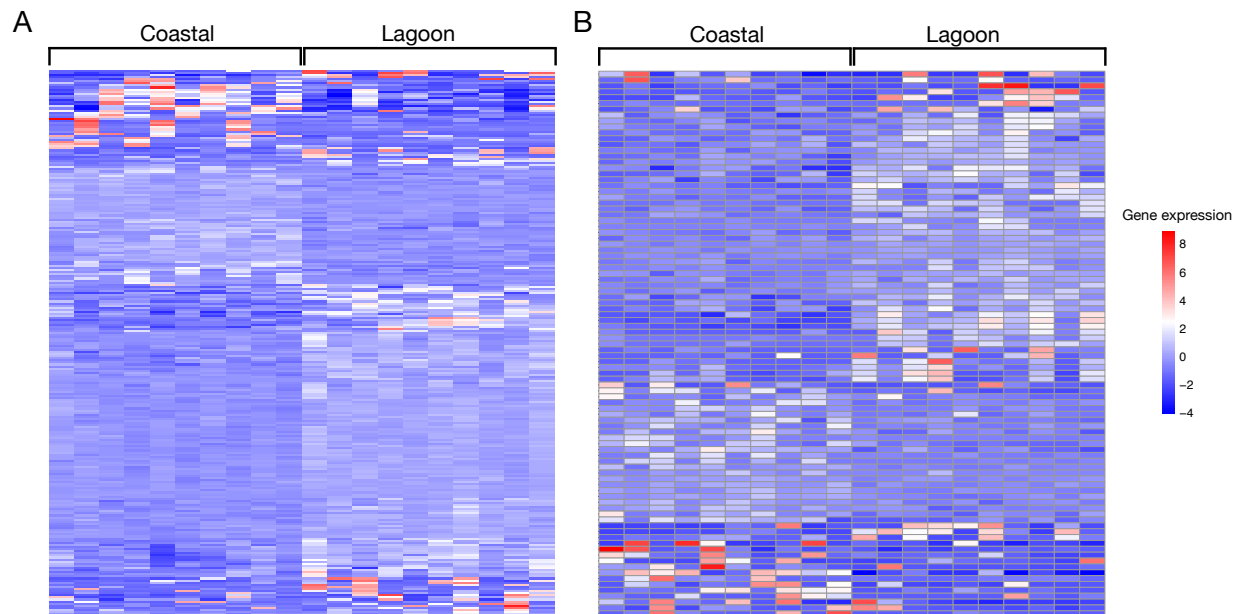 A
Coastal
Lagoon
B
Coastal
Lagoon
Gene expression
8
6
4
2
0
−2
−4